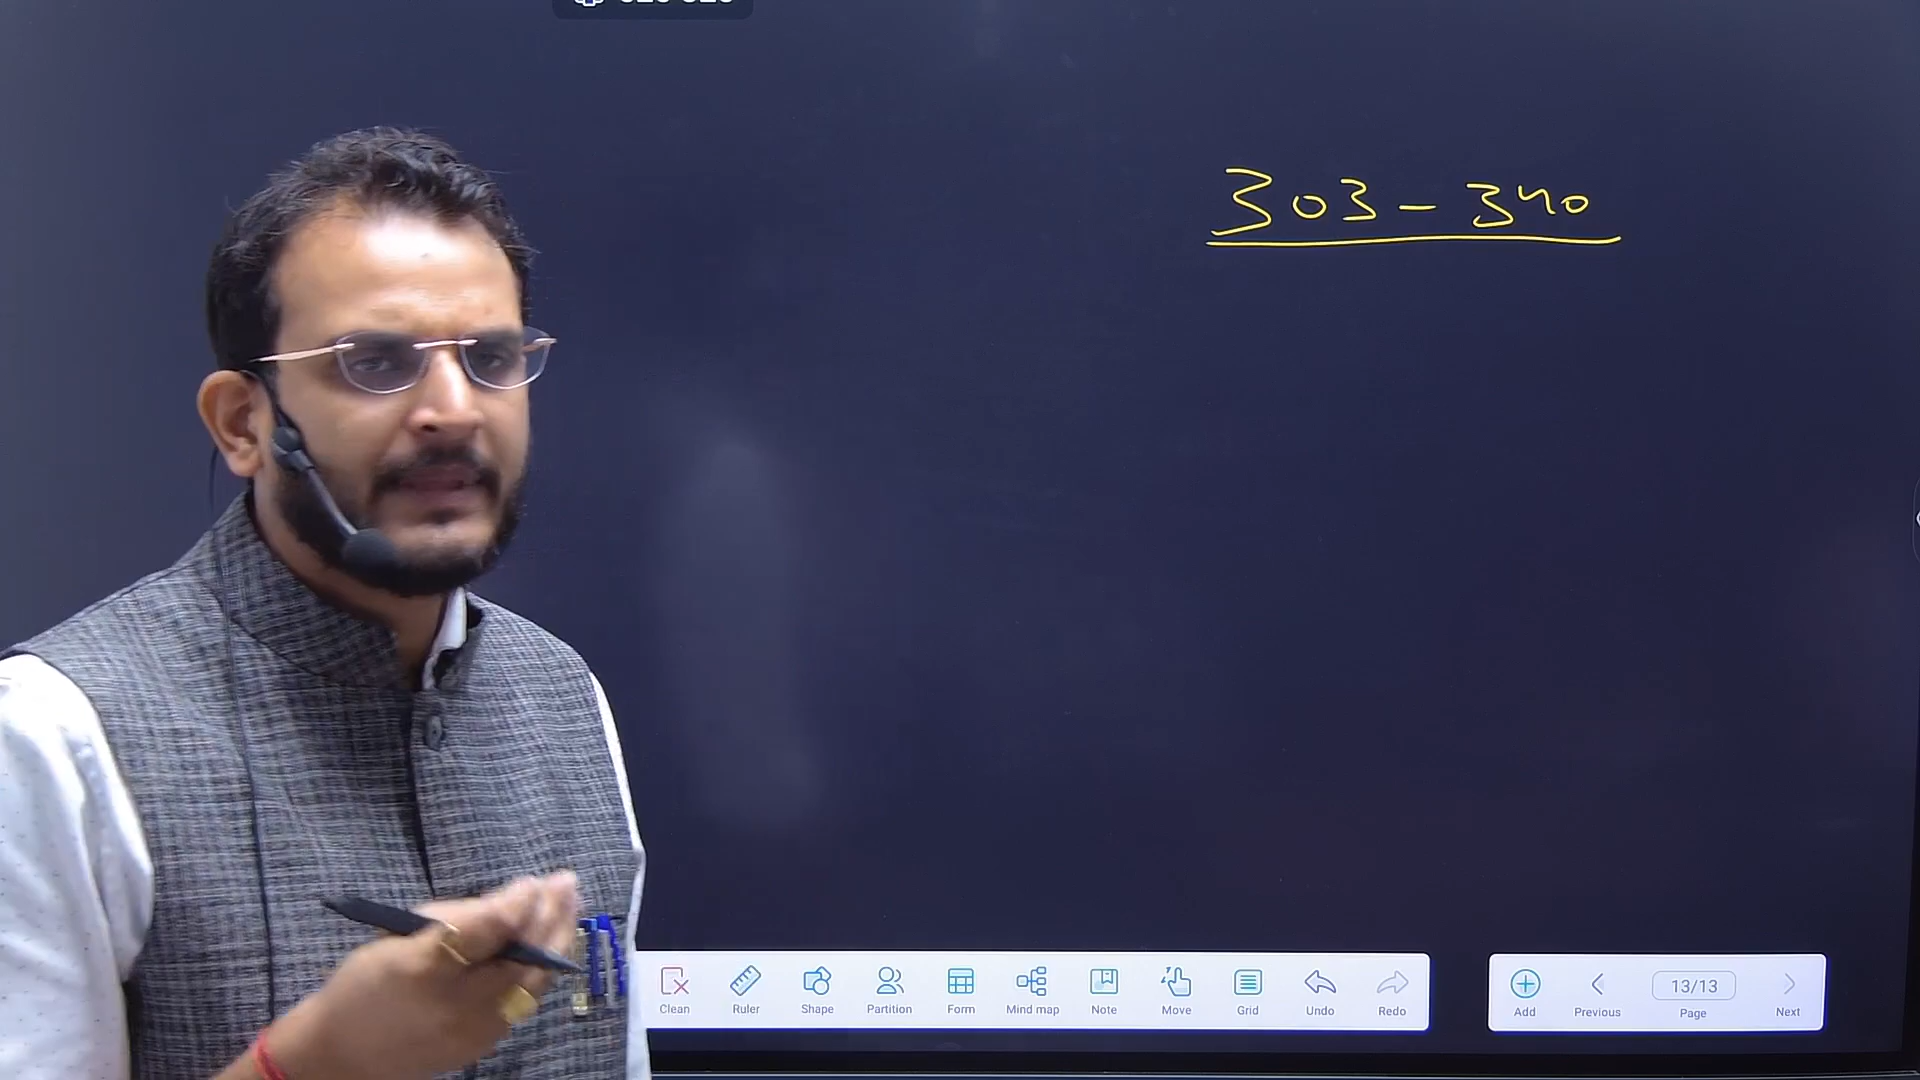 303 - 340
Clean Ruler Shape Partition Form Mind map Note Move Grid Undo Redo
Add Previous 13/13 Page Next